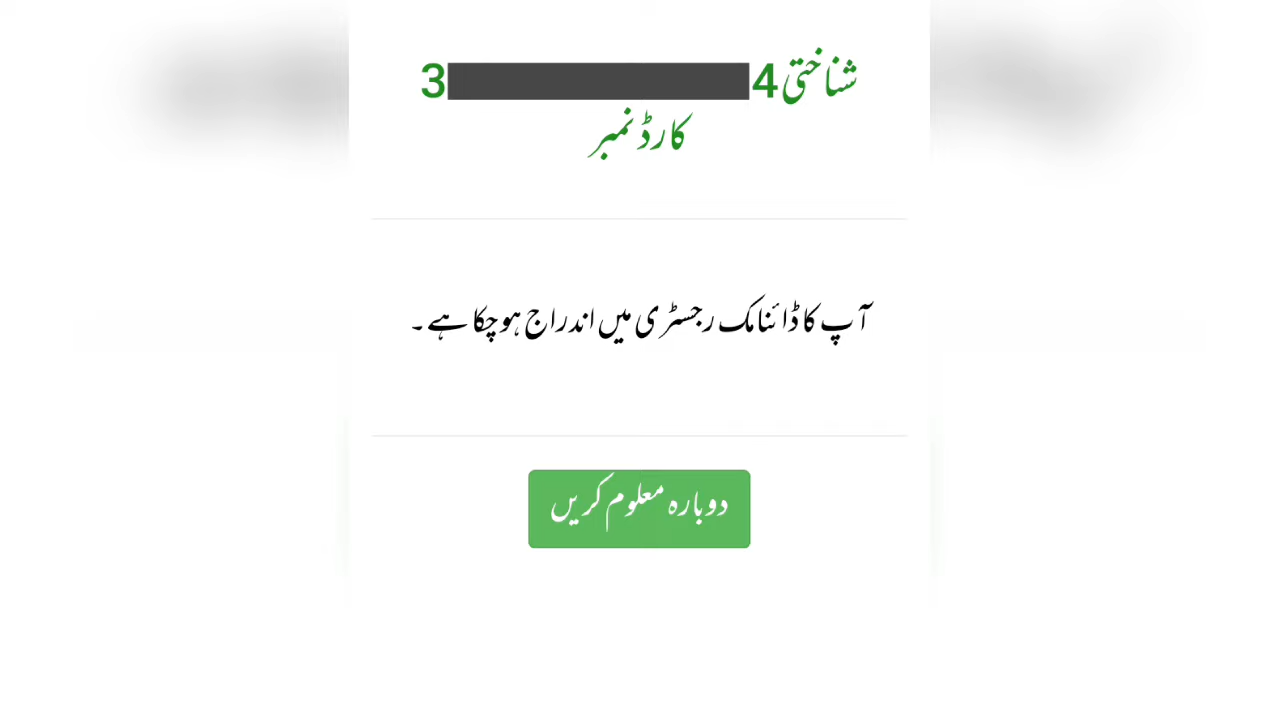 شناختی 4 3
کارڈ نمبر
آپ کا ڈائنامک رجسٹری میں اندراج ہو چکا ہے ۔
دوبارہ معلوم کریں